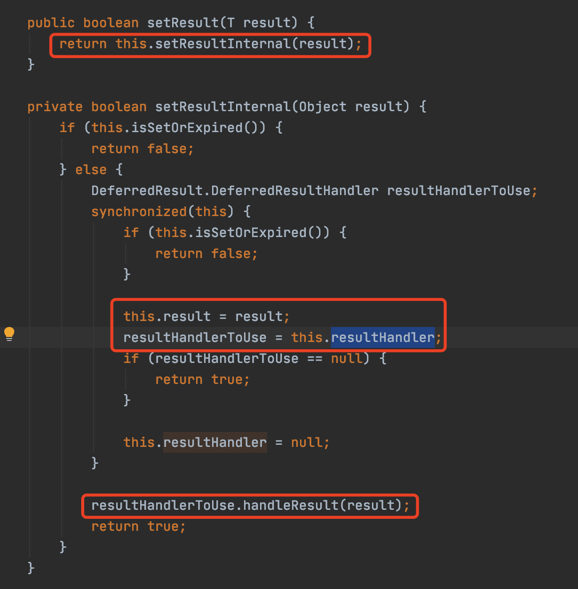 public boolean setResult(T result) {
    return this.setResultInternal(result);
}
private boolean setResultInternal(Object result) {
    if (this.isSetOrExpired()) {
        return false;
    } else {
        DeferredResult.DeferredResultHandler resultHandlerToUse;
        synchronized(this) {
            if (this.isSetOrExpired()) {
                return false;
            }
            this.result = result;
            resultHandlerToUse = this.resultHandler;
            if (resultHandlerToUse == null) {
                return true;
            }
            this.resultHandler = null;
        }
        resultHandlerToUse.handleResult(result);
        return true;
    }
}